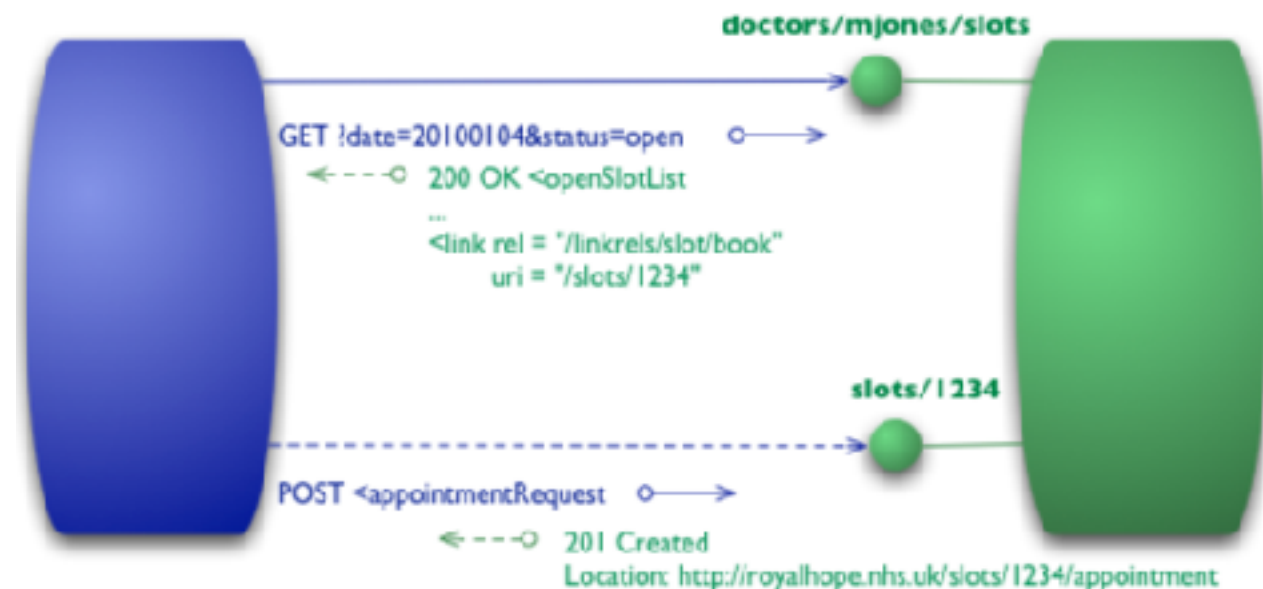 doctors/mjones/slots
GET ?date=20100104&status=open
200 OK <openSlotList
...
<link rel = "/linkrels/slot/book"
uri = "/slots/1234"
slots/1234
POST <appointmentRequest
201 Created
Location: http://royalhope.nhs.uk/slots/1234/appointment